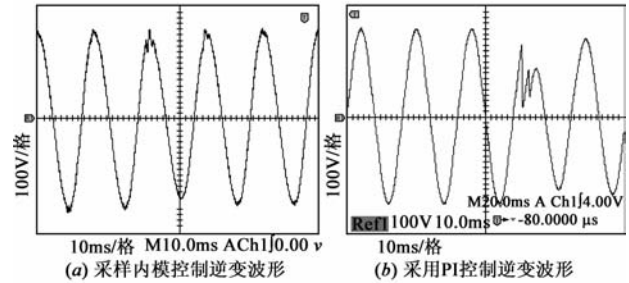 100V/格
10ms/格
M10.0ms ACh1∫0.00 v
(a) 采样内模控制逆变波形
100V/格
M20.0ms A Ch1∫4.00V
Ref1 100V 10.0ms
-80.0000 μs
10ms/格
(b) 采用PI控制逆变波形